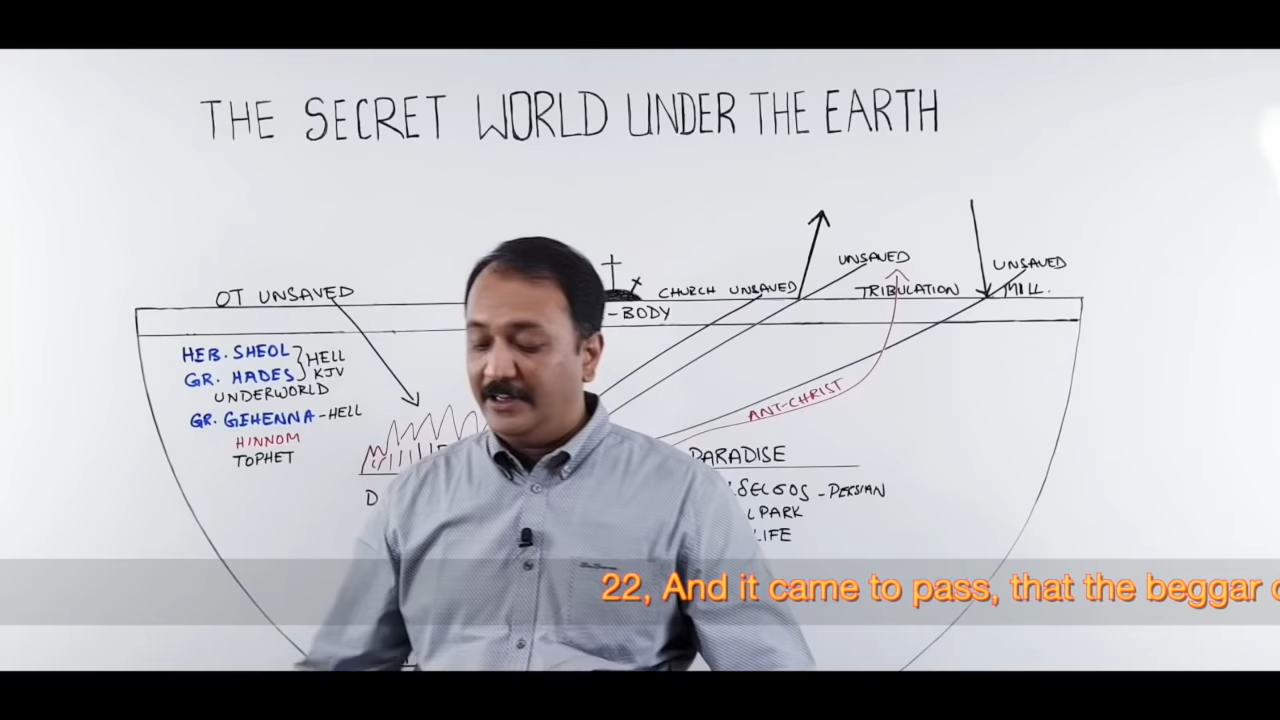 THE SECRET WORLD UNDER THE EARTH
OT UNSAVED
CHURCH UNSAVED
UNSAVED
TRIBULATION
UNSAVED
MILL.
-BODY
HEB. SHEOL
GR. HADES
HELL
KJV
UNDERWORLD
GR. GEHENNA-HELL
HINNOM
TOPHET
ANT-CHRIST
PARADISE
-PERSIAN
PARK
LIFE
22, And it came to pass, that the beggar